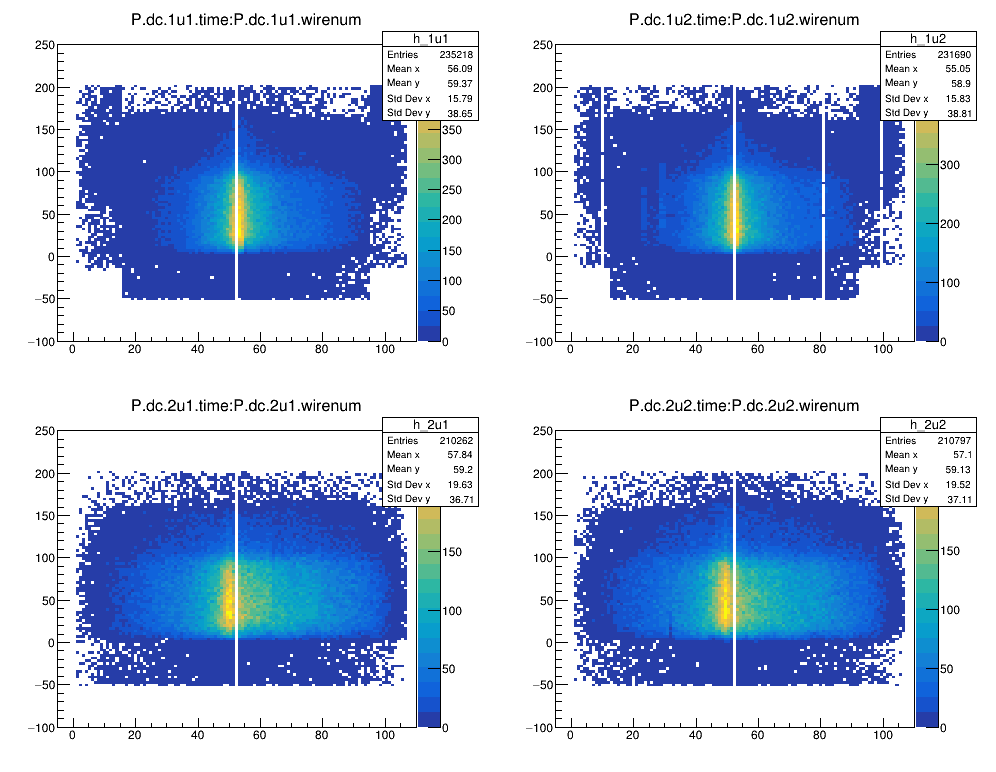 P.dc.1u1.time:P.dc.1u1.wirenum
h_1u1
Entries 235218
Mean x 56.09
Mean y 59.37
Std Dev x 15.79
Std Dev y 38.65
250
200
150
100
50
0
−50
−100
0 20 40 60 80 100
350
300
250
200
150
100
50
0
P.dc.1u2.time:P.dc.1u2.wirenum
h_1u2
Entries 231690
Mean x 55.05
Mean y 58.9
Std Dev x 15.83
Std Dev y 38.81
250
200
150
100
50
0
−50
−100
0 20 40 60 80 100
300
200
100
0
P.dc.2u1.time:P.dc.2u1.wirenum
h_2u1
Entries 210262
Mean x 57.84
Mean y 59.2
Std Dev x 19.63
Std Dev y 36.71
250
200
150
100
50
0
−50
−100
0 20 40 60 80 100
150
100
50
0
P.dc.2u2.time:P.dc.2u2.wirenum
h_2u2
Entries 210797
Mean x 57.1
Mean y 59.13
Std Dev x 19.52
Std Dev y 37.11
250
200
150
100
50
0
−50
−100
0 20 40 60 80 100
150
100
50
0